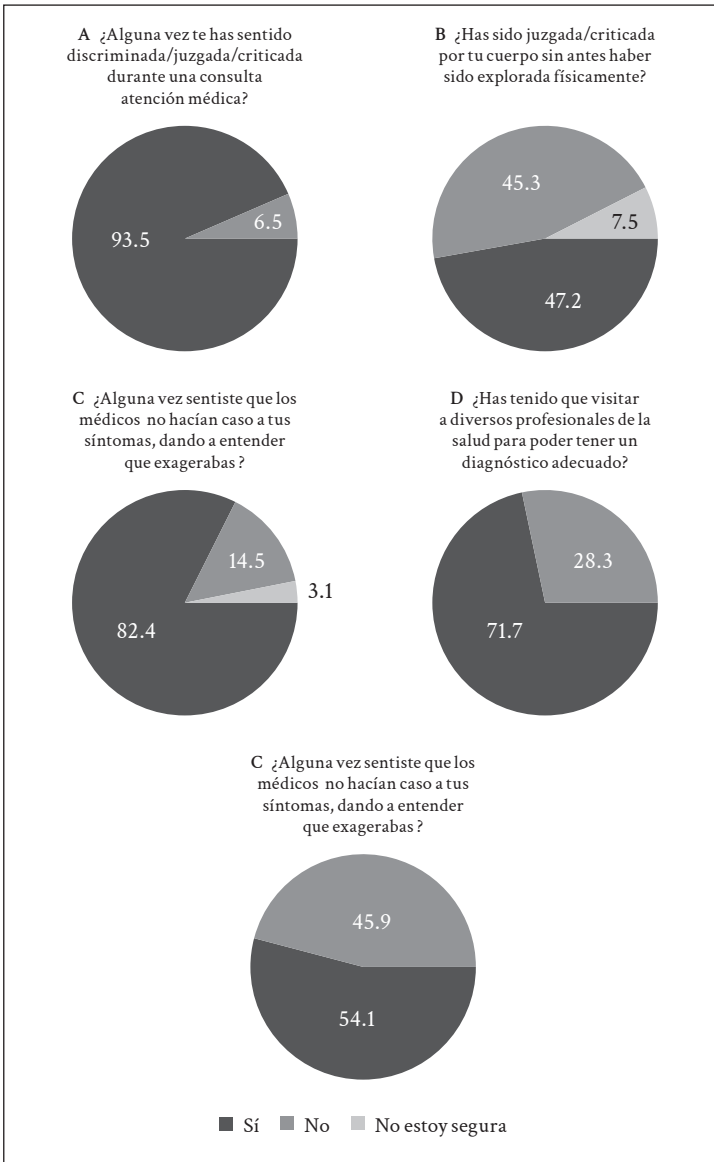 A ¿Alguna vez te has sentido
discriminada/juzgada/criticada
durante una consulta
atención médica?
93.5
6.5
B ¿Has sido juzgada/criticada
por tu cuerpo sin antes haber
sido explorada físicamente?
45.3
7.5
47.2
C ¿Alguna vez sentiste que los
médicos no hacían caso a tus
síntomas, dando a entender
que exagerabas ?
14.5
3.1
82.4
D ¿Has tenido que visitar
a diversos profesionales de la
salud para poder tener un
diagnóstico adecuado?
28.3
71.7
C ¿Alguna vez sentiste que los
médicos no hacían caso a tus
síntomas, dando a entender
que exagerabas ?
45.9
54.1
Sí No No estoy segura